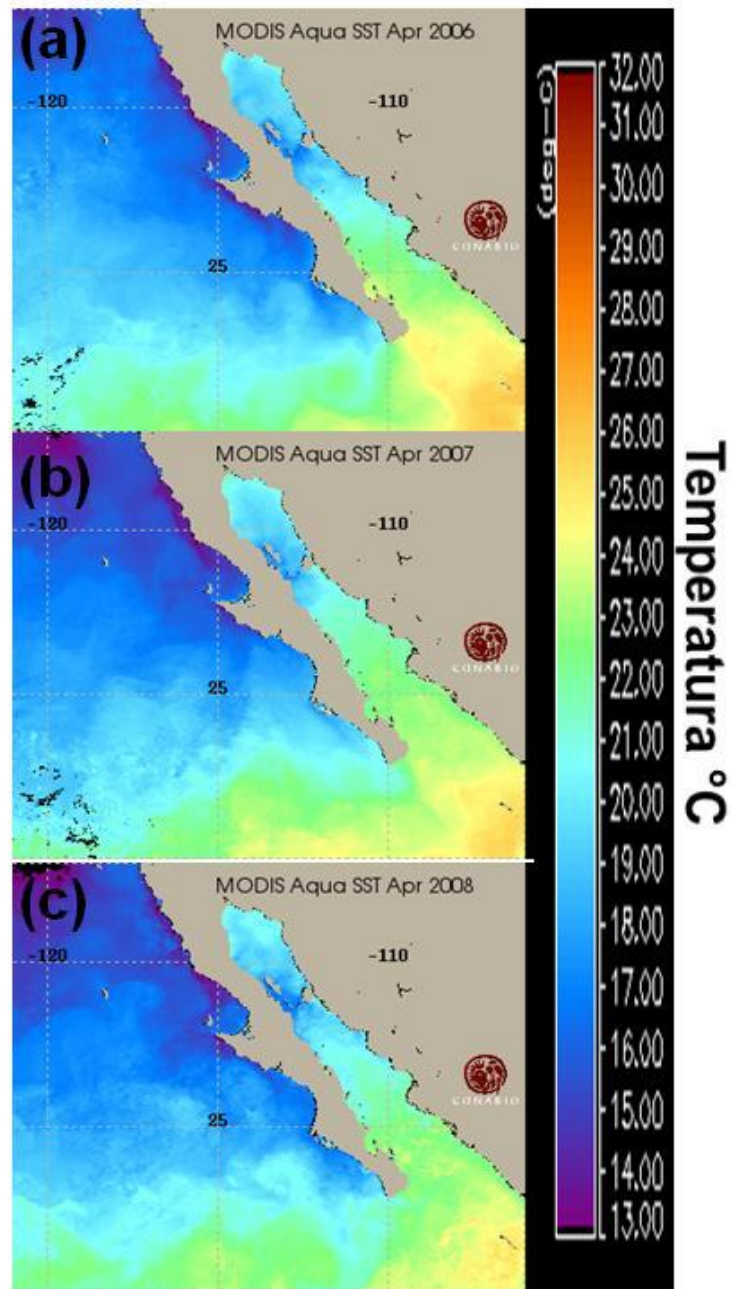 (a)
MODIS Aqua SST Apr 2006
-120
-110
CONABIO
25
(b)
MODIS Aqua SST Apr 2007
-120
-110
CONABIO
25
(c)
MODIS Aqua SST Apr 2008
-120
-110
CONABIO
25
(deg-C)
32.00
31.00
30.00
29.00
28.00
27.00
26.00
25.00
24.00
23.00
22.00
21.00
20.00
19.00
18.00
17.00
16.00
15.00
14.00
13.00
Temperatura °C